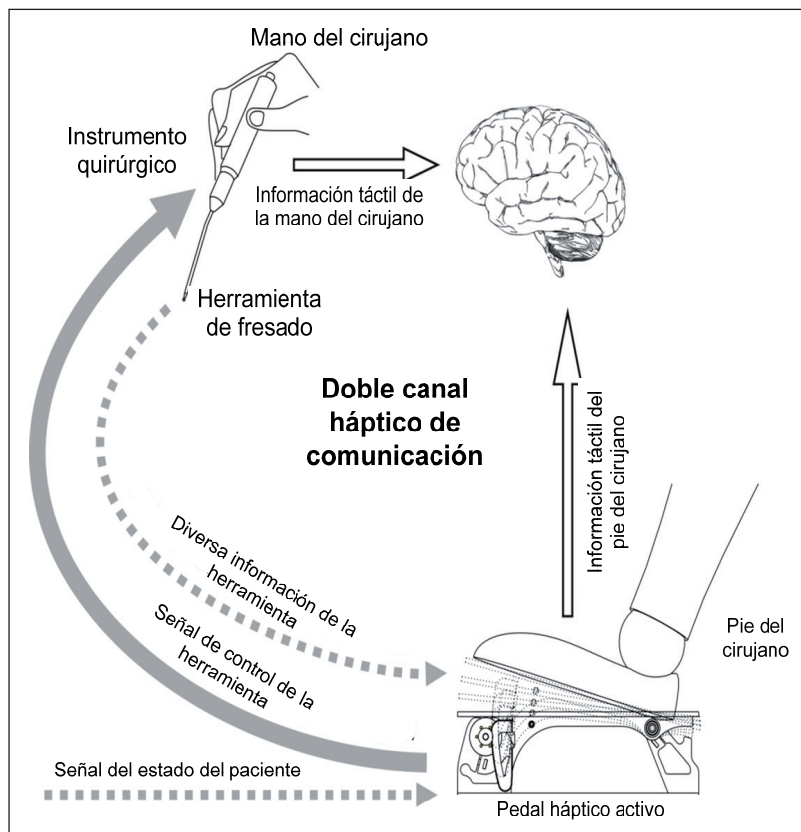 Mano del cirujano
Instrumento
quirúrgico
Información táctil de
la mano del cirujano
Herramienta
de fresado
Doble canal
háptico de
comunicación
Información táctil del
pie del cirujano
Diversa información de la
herramienta
Señal de control de la
herramienta
Pie del
cirujano
Señal del estado del paciente
Pedal háptico activo